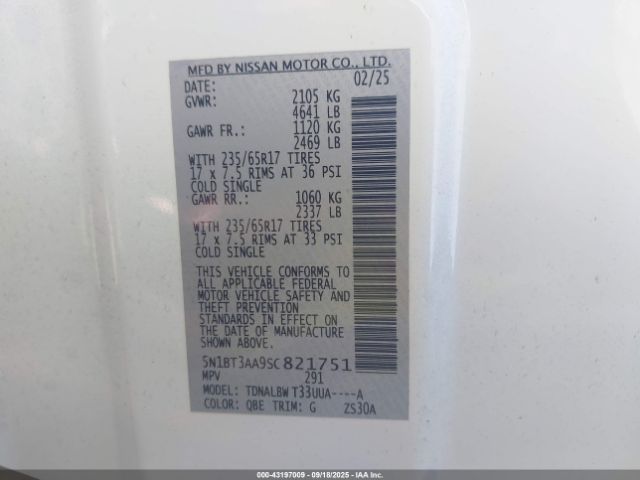 MFD BY NISSAN MOTOR CO., LTD.
DATE: 02/25
GVWR: 2105 KG
4641 LB
GAWR FR.: 1120 KG
2469 LB
WITH 235/65R17 TIRES
17 x 7.5 RIMS AT 36 PSI
COLD SINGLE
GAWR RR.: 1060 KG
2337 LB
WITH 235/65R17 TIRES
17 x 7.5 RIMS AT 33 PSI
COLD SINGLE
THIS VEHICLE CONFORMS TO
ALL APPLICABLE FEDERAL
MOTOR VEHICLE SAFETY AND
THEFT PREVENTION
STANDARDS IN EFFECT ON
THE DATE OF MANUFACTURE
SHOWN ABOVE.
5N1BT3AA9SC821751
MPV 291
MODEL: TDNALBW T33UUA----A
COLOR: QBE TRIM: G ZS30A
000-43197009 - 09/18/2025 - IAA Inc.